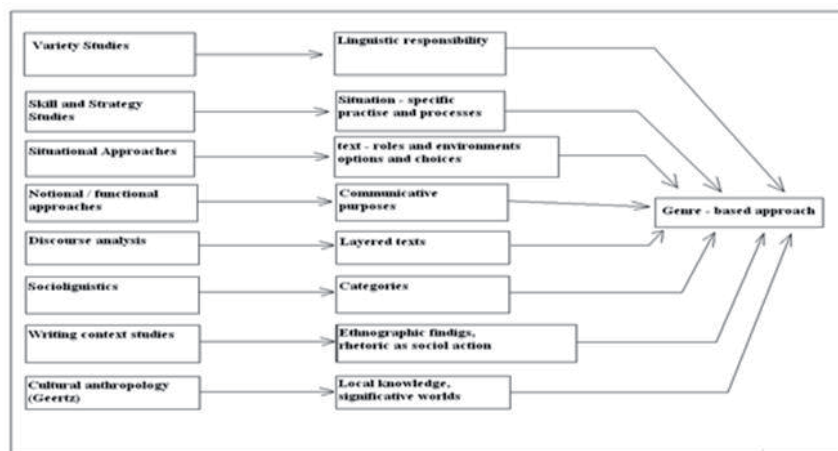 Variety Studies
Linguistic responsibility
Skill and Strategy
Studies
Situation - specific
practise and processes
Situational Approaches
text - roles and environments
options and choices
Notional / functional
approaches
Communicative
purposes
Genre - based approach
Discourse analysis
Layered texts
Socioliguistics
Categories
Writing context studies
Ethnographic findigs,
rhetoric as sociol action
Cultural anthropology
(Geertz)
Local knowledge,
significative worlds